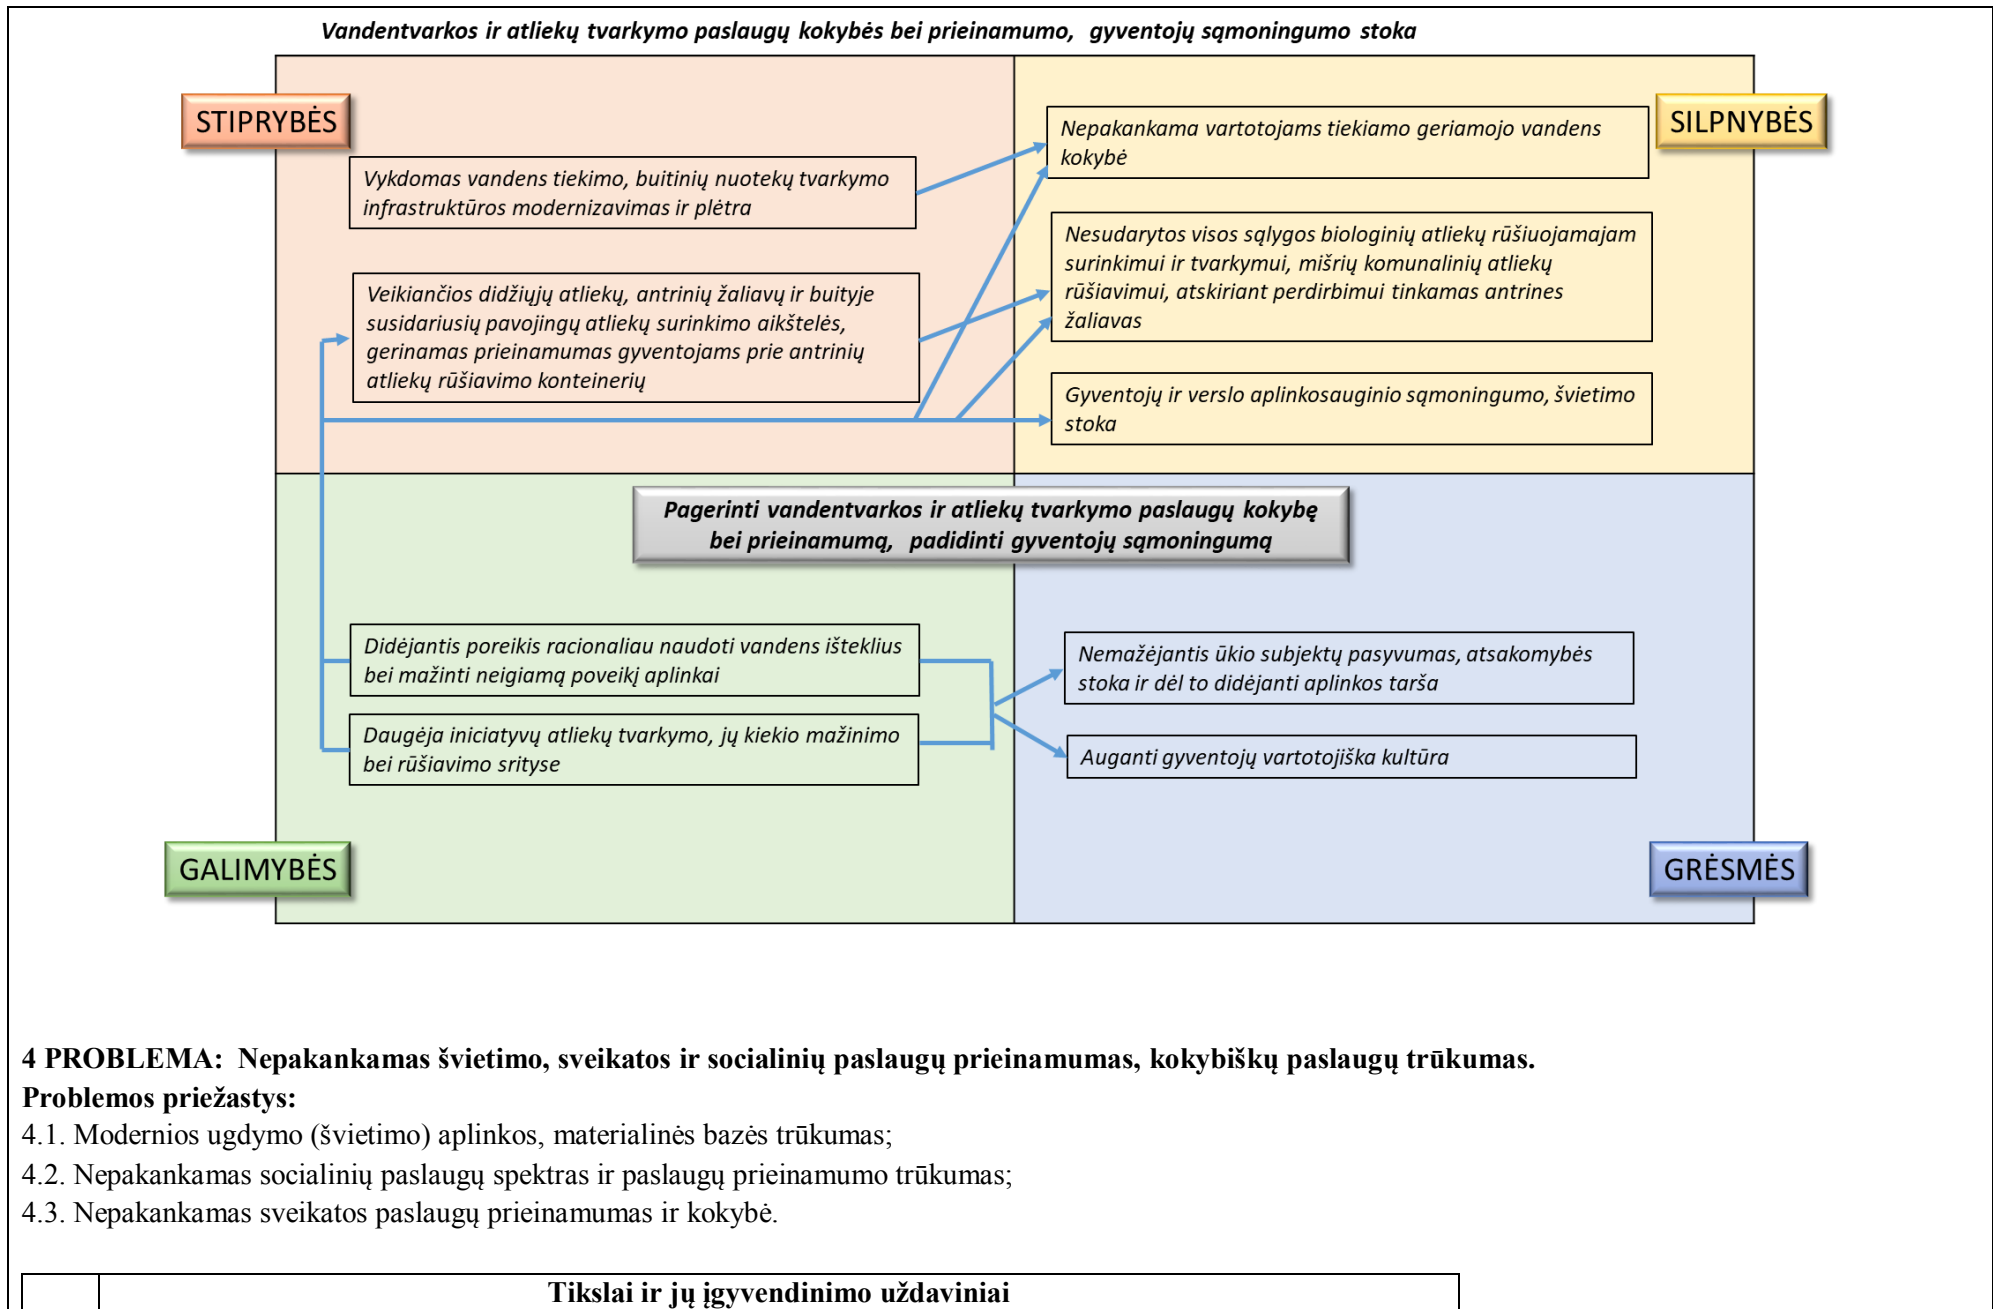 Vandentvarkos ir atliekų tvarkymo paslaugų kokybės bei prieinamumo, gyventojų sąmoningumo stoka
STIPRYBĖS
SILPNYBĖS
Vykdomas vandens tiekimo, buitinių nuotekų tvarkymo
infrastruktūros modernizavimas ir plėtra
Veikiančios didžiųjų atliekų, antrinių žaliavų ir buityje
susidariusių pavojingų atliekų surinkimo aikštelės,
gerinamas prieinamumas gyventojams prie antrinių
atliekų rūšiavimo konteinerių
Nepakankama vartotojams tiekiamo geriamojo vandens
kokybė
Nesudarytos visos sąlygos biologinių atliekų rūšiuojamajam
surinkimui ir tvarkymui, mišrių komunalinių atliekų
rūšiavimui, atskiriant perdirbimui tinkamas antrines
žaliavas
Gyventojų ir verslo aplinkosauginio sąmoningumo, švietimo
stoka
Pagerinti vandentvarkos ir atliekų tvarkymo paslaugų kokybę
bei prieinamumą, padidinti gyventojų sąmoningumą
Didėjantis poreikis racionaliau naudoti vandens išteklius
bei mažinti neigiamą poveikį aplinkai
Daugėja iniciatyvų atliekų tvarkymo, jų kiekio mažinimo
bei rūšiavimo srityse
Nemažėjantis ūkio subjektų pasyvumas, atsakomybės
stoka ir dėl to didėjanti aplinkos tarša
Auganti gyventojų vartotojiška kultūra
GALIMYBĖS
GRĖSMĖS
4 PROBLEMA: Nepakankamas švietimo, sveikatos ir socialinių paslaugų prieinamumas, kokybiškų paslaugų trūkumas.
Problemos priežastys:
4.1. Modernios ugdymo (švietimo) aplinkos, materialinės bazės trūkumas;
4.2. Nepakankamas socialinių paslaugų spektras ir paslaugų prieinamumo trūkumas;
4.3. Nepakankamas sveikatos paslaugų prieinamumas ir kokybė.
Tikslai ir jų įgyvendinimo uždaviniai